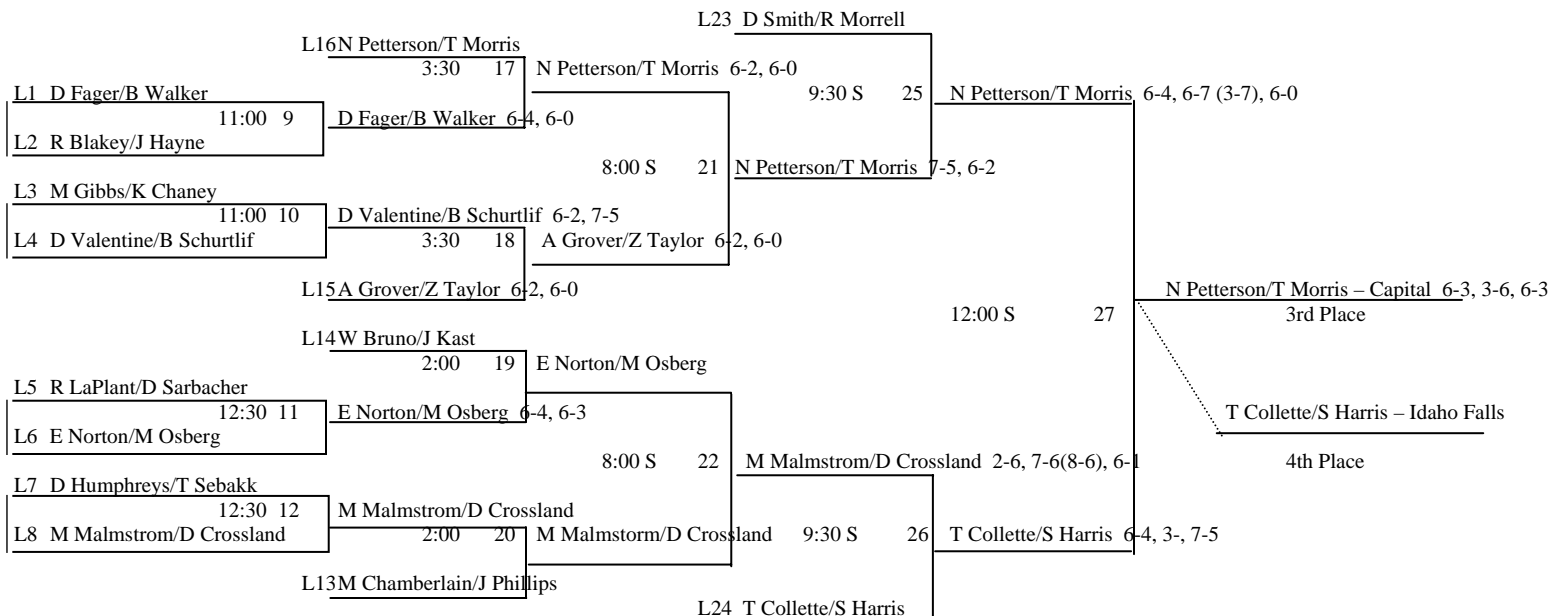 L23 D Smith/R Morrell
L16 N Petterson/T Morris
3:30 17 N Petterson/T Morris 6-2, 6-0
L1 D Fager/B Walker 9:30 S 25 N Petterson/T Morris 6-4, 6-7 (3-7), 6-0
11:00 9 D Fager/B Walker 6-4, 6-0
L2 R Blakey/J Hayne
8:00 S 21 N Petterson/T Morris 7-5, 6-2
L3 M Gibbs/K Chaney
11:00 10 D Valentine/B Schurtlif 6-2, 7-5
L4 D Valentine/B Schurtlif 3:30 18 A Grover/Z Taylor 6-2, 6-0
L15 A Grover/Z Taylor 6-2, 6-0 N Petterson/T Morris – Capital 6-3, 3-6, 6-3
12:00 S 27 3rd Place
L14 W Bruno/J Kast
2:00 19 E Norton/M Osberg
L5 R LaPlant/D Sarbacher
12:30 11 E Norton/M Osberg 6-4, 6-3 T Collette/S Harris – Idaho Falls
L6 E Norton/M Osberg
8:00 S 22 M Malmstrom/D Crossland 2-6, 7-6(8-6), 6-1 4th Place
L7 D Humphreys/T Sebakk
12:30 12 M Malmstrom/D Crossland
L8 M Malmstrom/D Crossland 2:00 20 M Malmstorm/D Crossland 9:30 S 26 T Collette/S Harris 6-4, 3-, 7-5
L13 M Chamberlain/J Phillips
L24 T Collette/S Harris